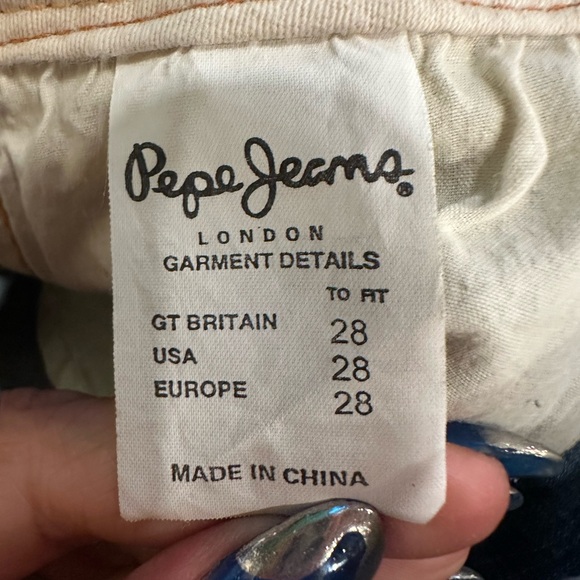 Pepe Jeans®
LONDON
GARMENT DETAILS
TO FIT
GT BRITAIN 28
USA 28
EUROPE 28
MADE IN CHINA